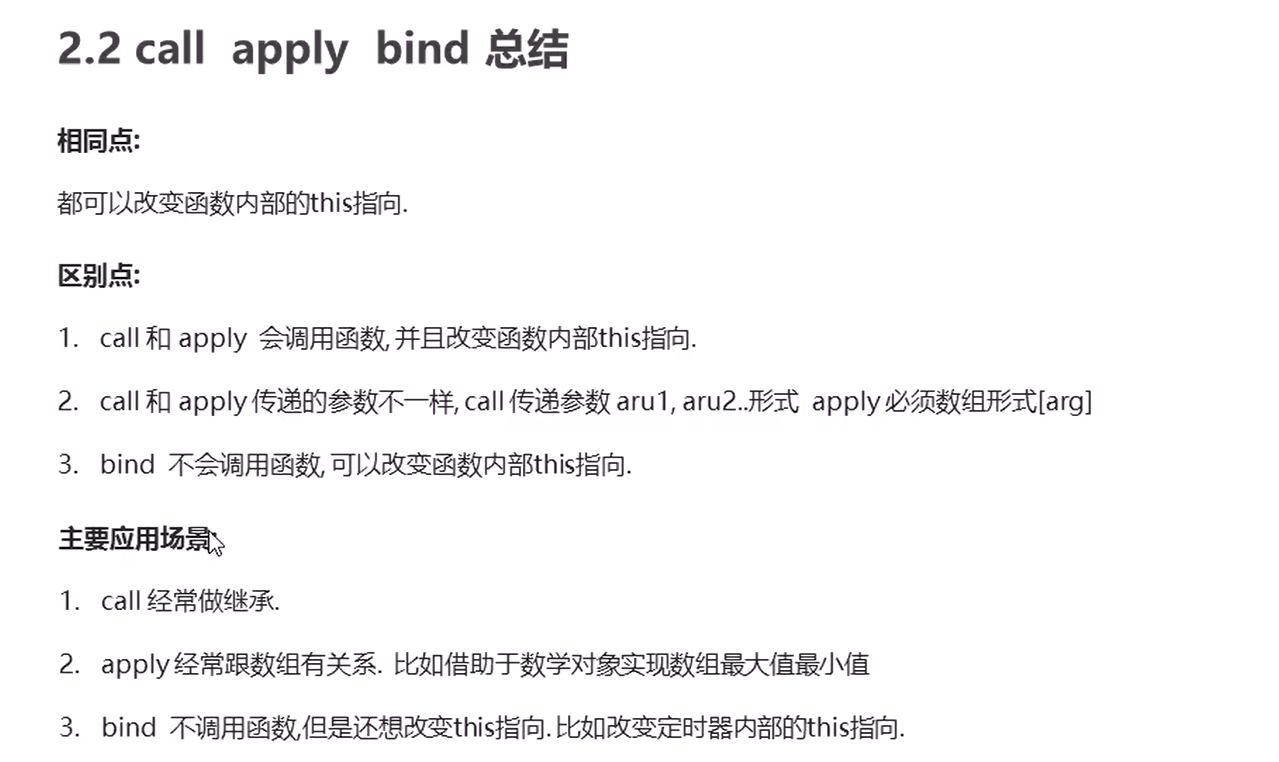 2.2 call apply bind 总结
相同点:
都可以改变函数内部的this指向.
区别点:
1. call 和 apply 会调用函数, 并且改变函数内部this指向.
2. call 和 apply 传递的参数不一样, call 传递参数 aru1, aru2..形式 apply 必须数组形式[arg]
3. bind 不会调用函数, 可以改变函数内部this指向.
主要应用场景:
1. call 经常做继承.
2. apply 经常跟数组有关系. 比如借助于数学对象实现数组最大值最小值
3. bind 不调用函数,但是还想改变this指向. 比如改变定时器内部的this指向.